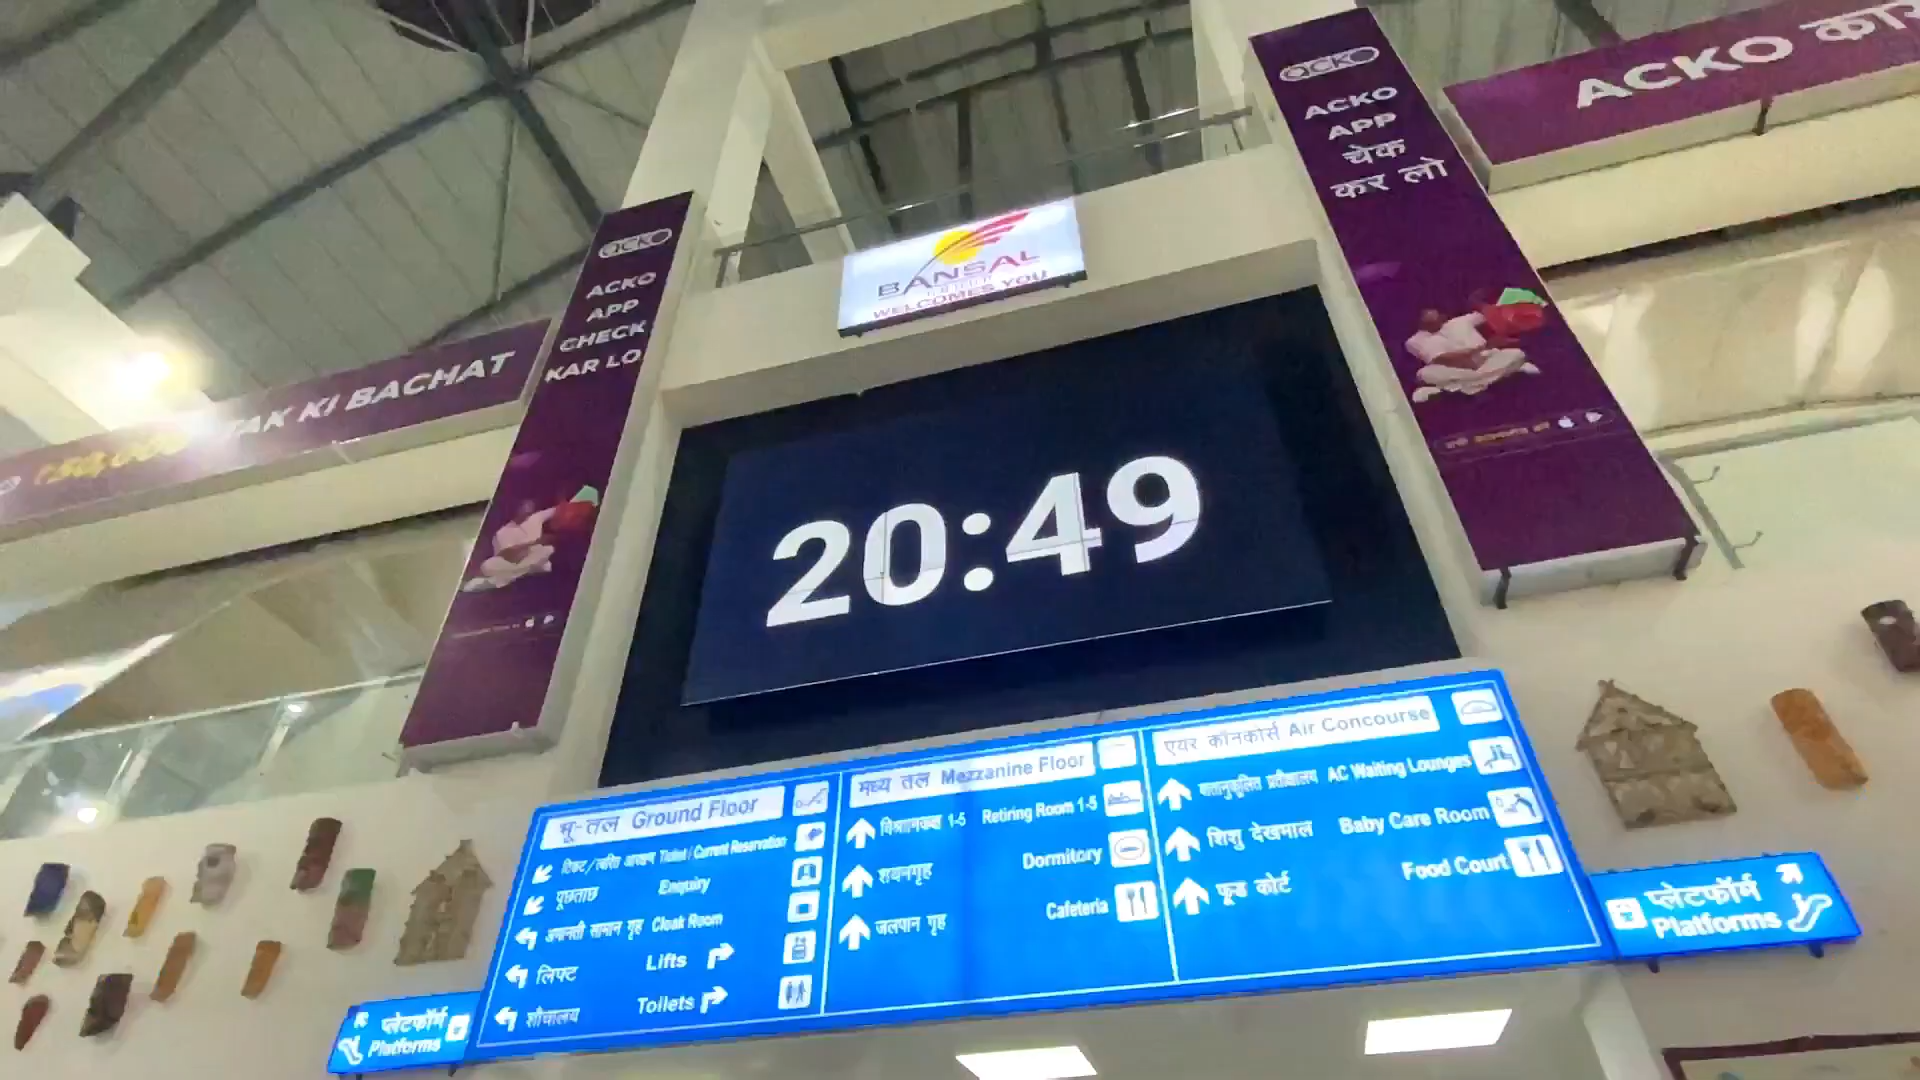 ACKO
ACKO
APP
CHECK
KAR LO
TAK KI BACHAT
BANSAL
WELCOMES YOU
ACKO
ACKO
APP
चेक
कर लो
ACKO
20:49
भू-तल Ground Floor
टिकट/त्वरित आरक्षण Ticket/Current Reservation
पूछताछ Enquiry
अमानती सामान गृह Cloak Room
लिफ्ट Lifts
शौचालय Toilets
मध्य तल Mezzanine Floor
विश्रामकक्ष 1-5 Retiring Room 1-5
शयनगृह Dormitory
जलपान गृह Cafeteria
एयर कॉनकोर्स Air Concourse
वातानुकूलित प्रतीक्षालय AC Waiting Lounges
शिशु देखभाल Baby Care Room
फूड कोर्ट Food Court
प्लेटफॉर्म
Platforms
प्लेटफॉर्म
Platforms